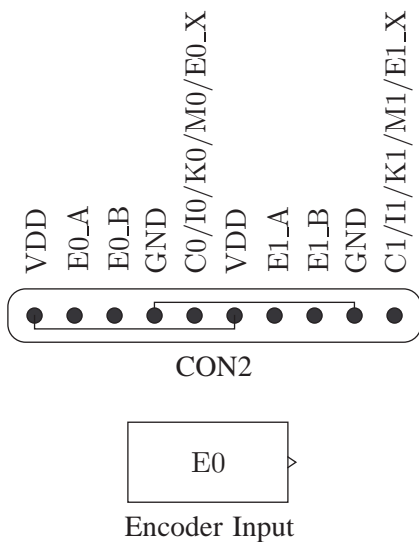 VDD
E0_A
E0_B
GND
C0/I0/K0/M0/E0_X
VDD
E1_A
E1_B
GND
C1/I1/K1/M1/E1_X
CON2
E0
Encoder Input